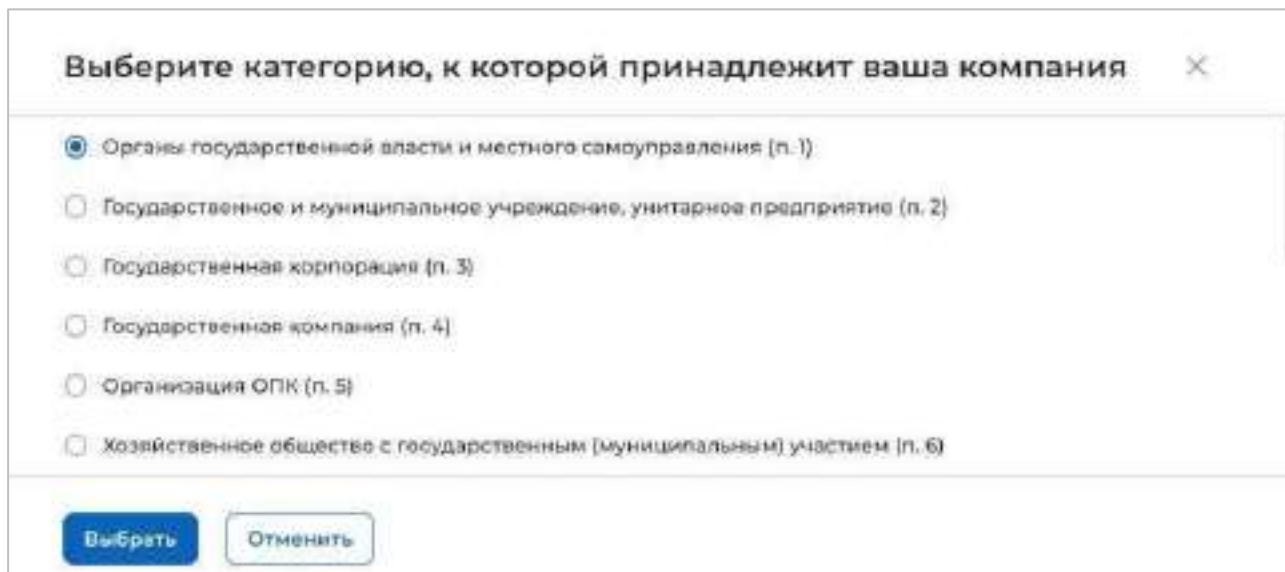 Выберите категорию, к которой принадлежит ваша компания
Органы государственной власти и местного самоуправления (п. 1)
Государственное и муниципальное учреждение, унитарное предприятие (п. 2)
Государственная корпорация (п. 3)
Государственная компания (п. 4)
Организация ОПК (п. 5)
Хозяйственное общество с государственным (муниципальным) участием (п. 6)
Выбрать
Отменить